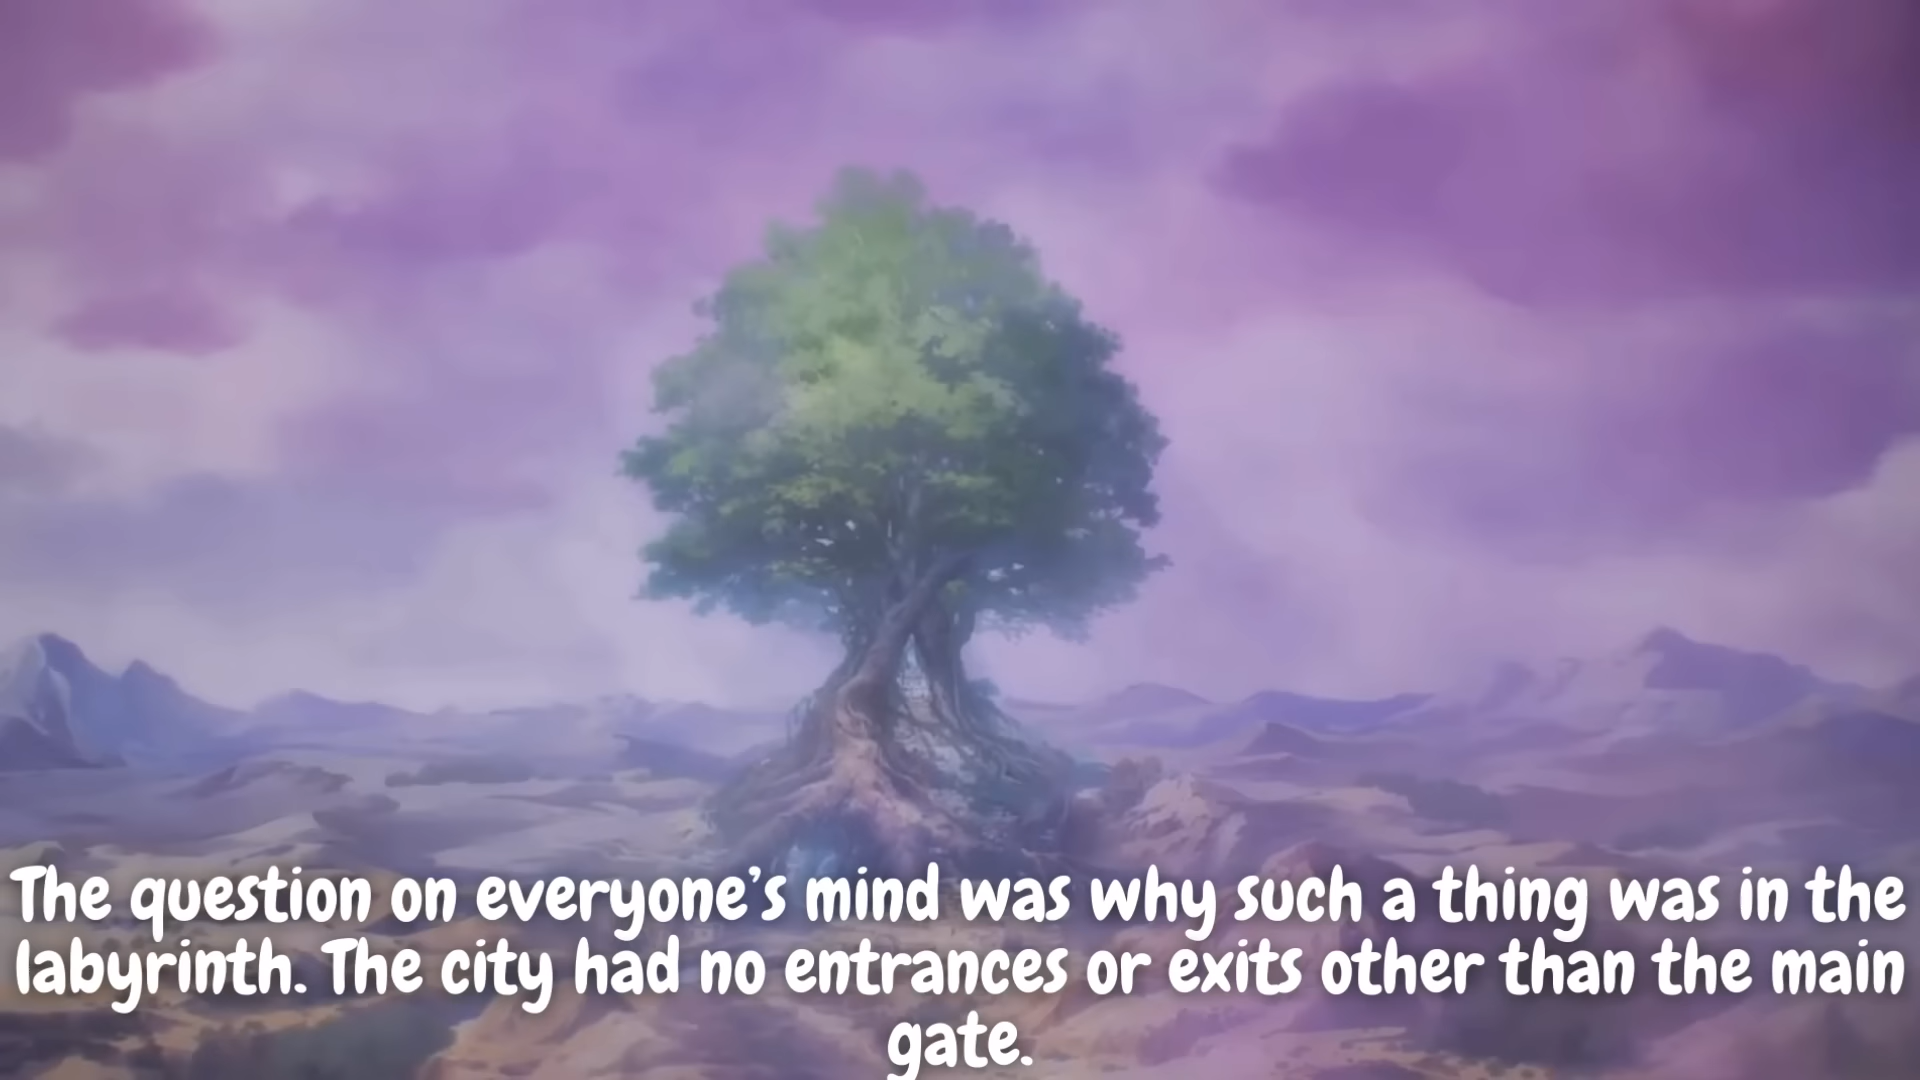 The question on everyone's mind was why such a thing was in the
labyrinth. The city had no entrances or exits other than the main
gate.